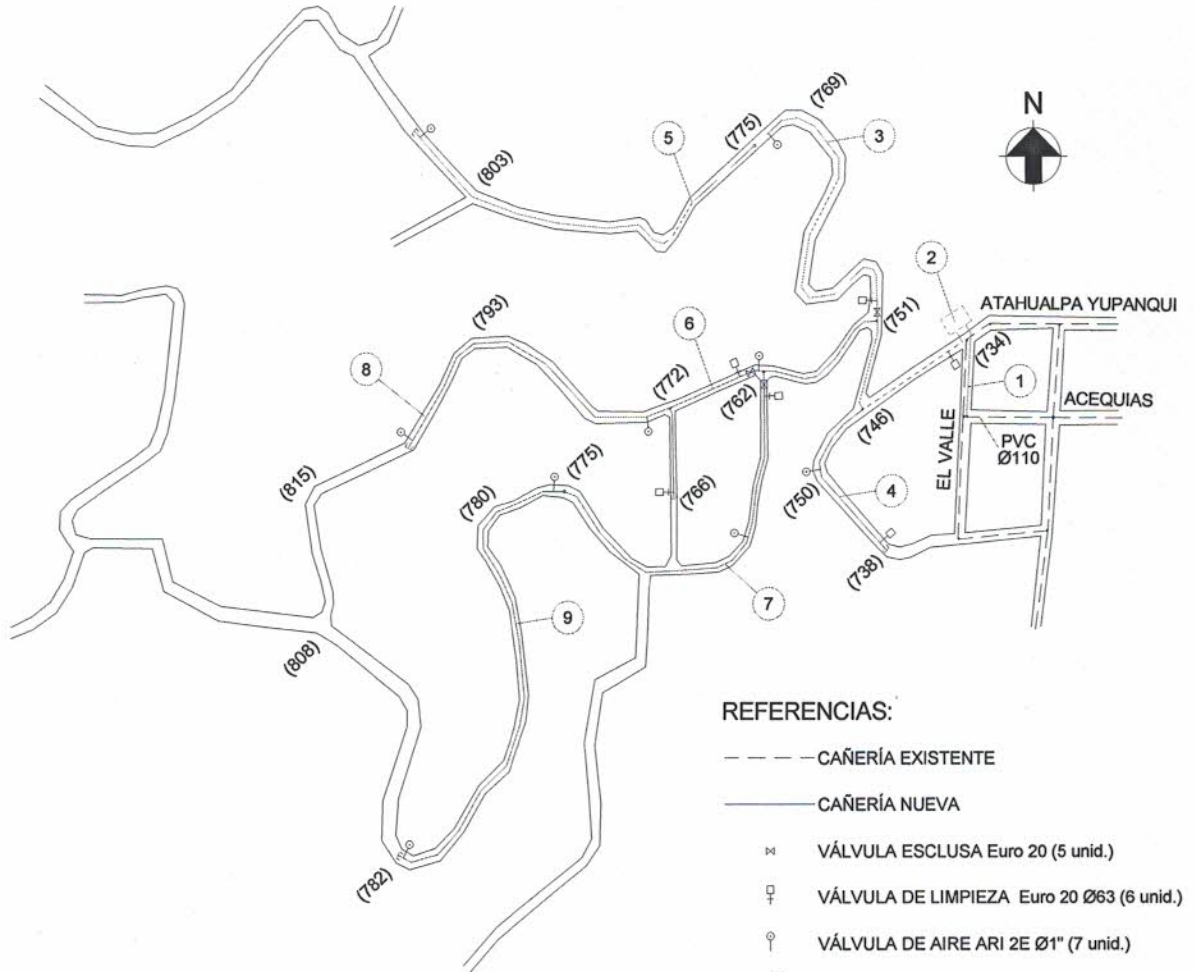 (769)
N
(775)
5
3
(803)
2
ATAHUALPA YUPANQUI
(793)
6
(751)
(734)
8
(772)
1
(762)
ACEQUIAS
(746)
PVC
Ø110
EL VALLE
(815)
(775)
(780)
(766)
(750)
4
(738)
7
9
(808)
(782)
REFERENCIAS:
CAÑERÍA EXISTENTE
CAÑERÍA NUEVA
VÁLVULA ESCLUSA Euro 20 (5 unid.)
VÁLVULA DE LIMPIEZA Euro 20 Ø63 (6 unid.)
VÁLVULA DE AIRE ARI 2E Ø1" (7 unid.)